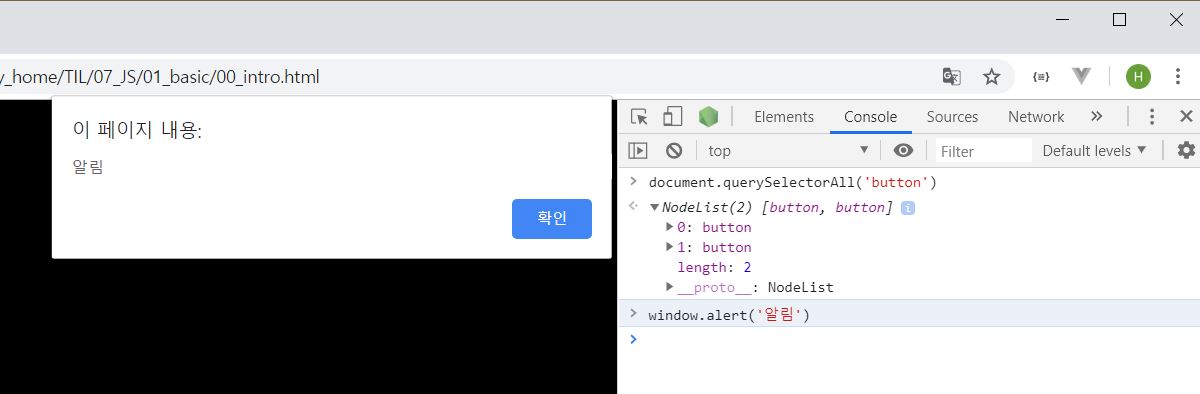 y_home/TIL/07_JS/01_basic/00_intro.html
H
이 페이지 내용:
알림
확인
Elements Console Sources Network
top Filter Default levels
document.querySelectorAll('button')
NodeList(2) [button, button] i
0: button
1: button
length: 2
__proto__: NodeList
window.alert('알림')